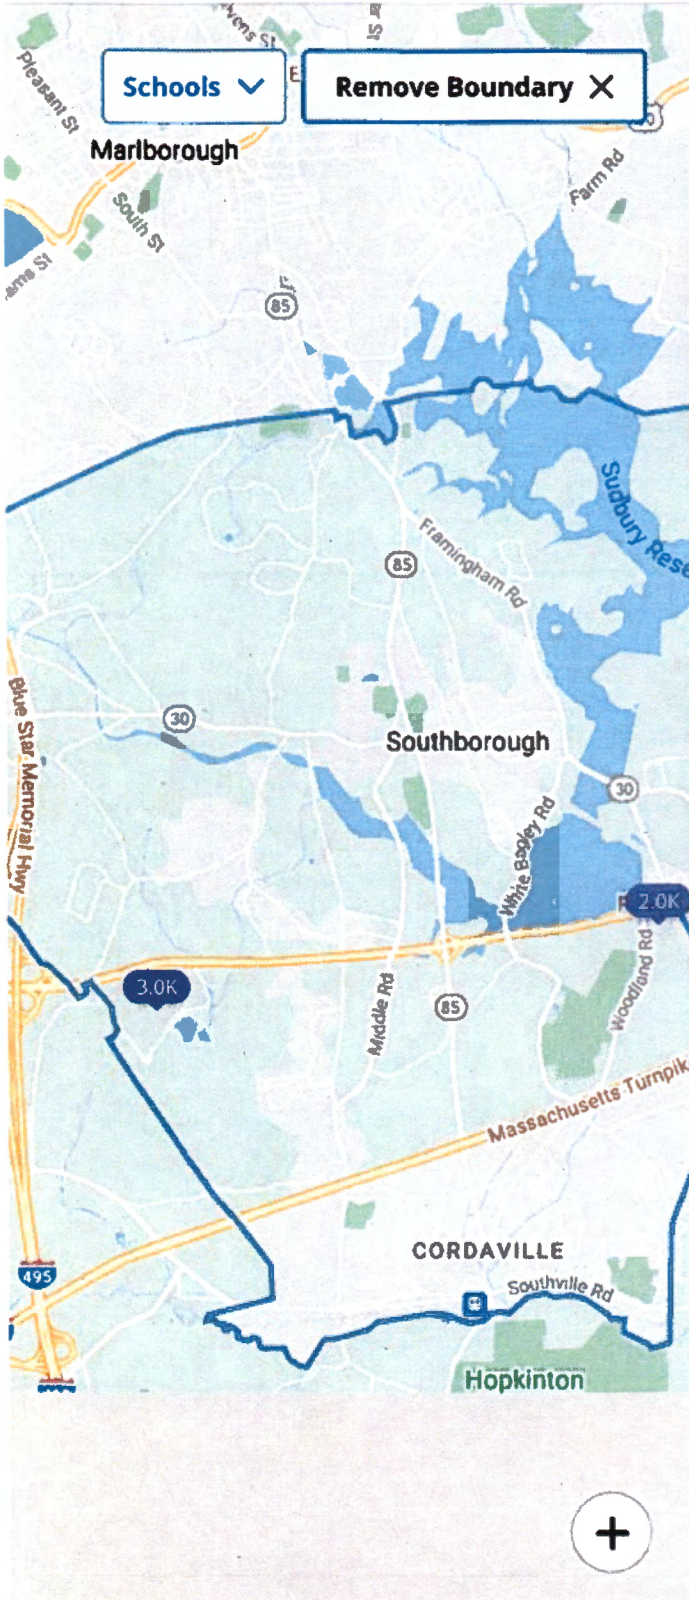 Pleasant St
Schools
Remove Boundary
Marlborough
Farm Rd
South St
85
Sudbury Rese
Framingham Rd
85
Blue Star Memorial Hwy
30
Southborough
30
White Bagley Rd
2.0K
3.0K
Middle Rd
85
Woodland Rd
Massachusetts Turnpik
CORDAVILLE
495
Southville Rd
Hopkinton